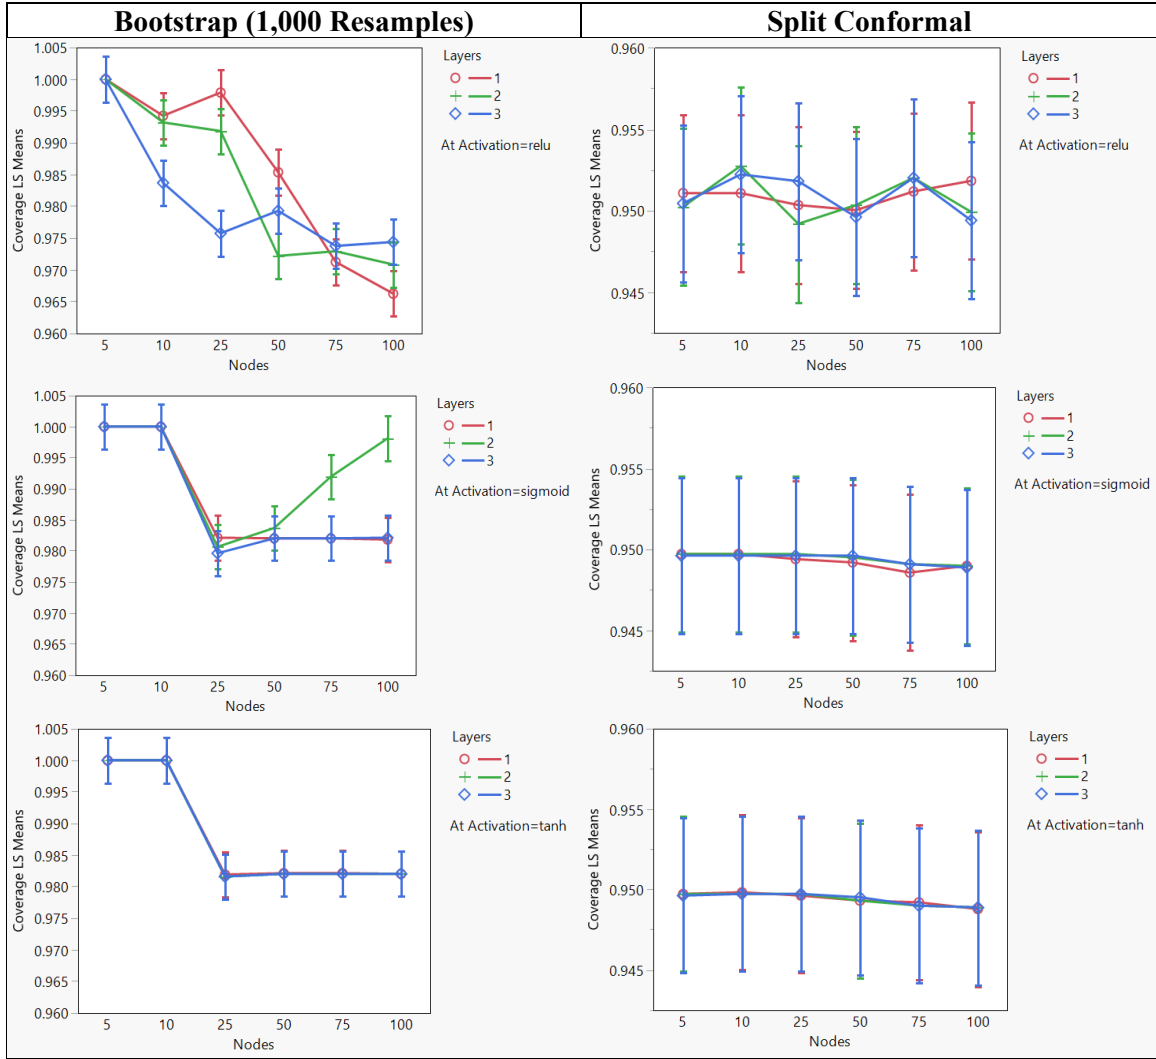 Bootstrap (1,000 Resamples)
Split Conformal
Coverage LS Means
1.005
1.000
0.995
0.990
0.985
0.980
0.975
0.970
0.965
0.960
5 10 25 50 75 100
Nodes
Layers
1
2
3
At Activation=relu
Coverage LS Means
0.960
0.955
0.950
0.945
5 10 25 50 75 100
Nodes
Layers
1
2
3
At Activation=relu
Coverage LS Means
1.005
1.000
0.995
0.990
0.985
0.980
0.975
0.970
0.965
0.960
5 10 25 50 75 100
Nodes
Layers
1
2
3
At Activation=sigmoid
Coverage LS Means
0.960
0.955
0.950
0.945
5 10 25 50 75 100
Nodes
Layers
1
2
3
At Activation=sigmoid
Coverage LS Means
1.005
1.000
0.995
0.990
0.985
0.980
0.975
0.970
0.965
0.960
5 10 25 50 75 100
Nodes
Layers
1
2
3
At Activation=tanh
Coverage LS Means
0.960
0.955
0.950
0.945
5 10 25 50 75 100
Nodes
Layers
1
2
3
At Activation=tanh